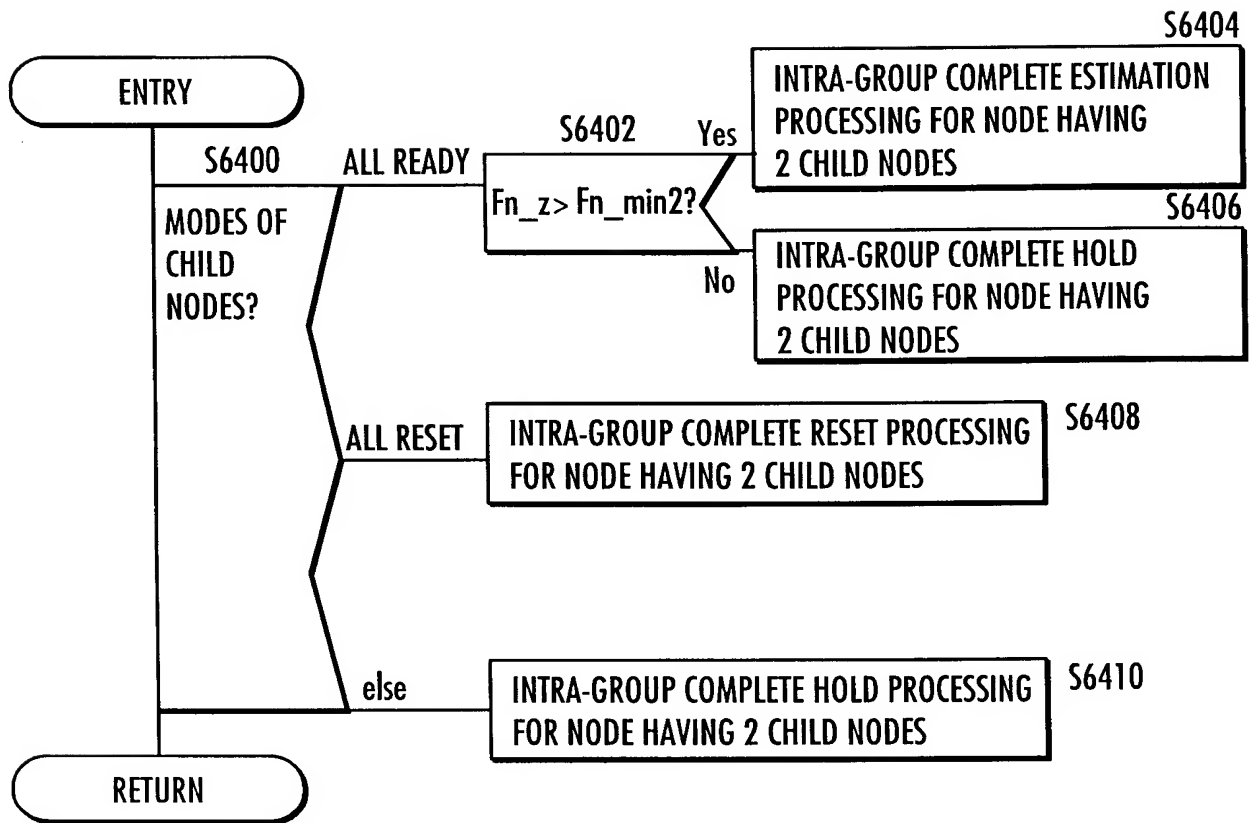 S6404
ENTRY
INTRA-GROUP COMPLETE ESTIMATION
PROCESSING FOR NODE HAVING
2 CHILD NODES
S6400
ALL READY
S6402
Yes
Fn_z> Fn_min2?
No
S6406
INTRA-GROUP COMPLETE HOLD
PROCESSING FOR NODE HAVING
2 CHILD NODES
MODES OF
CHILD
NODES?
ALL RESET
INTRA-GROUP COMPLETE RESET PROCESSING
FOR NODE HAVING 2 CHILD NODES
S6408
else
INTRA-GROUP COMPLETE HOLD PROCESSING
FOR NODE HAVING 2 CHILD NODES
S6410
RETURN